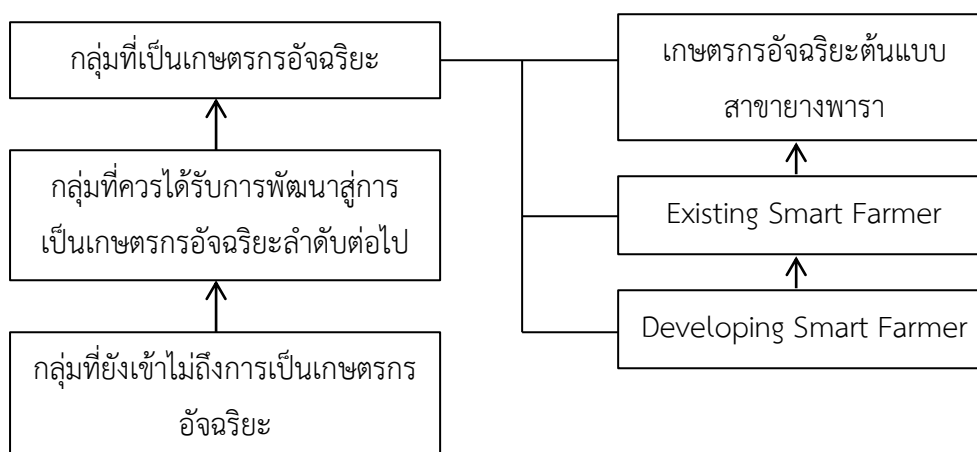 กลุ่มที่เป็นเกษตรกรอัจฉริยะ
กลุ่มที่ควรได้รับการพัฒนาสู่การ
เป็นเกษตรกรอัจฉริยะลำดับต่อไป
กลุ่มที่ยังเข้าไม่ถึงการเป็นเกษตรกร
อัจฉริยะ
เกษตรกรอัจฉริยะต้นแบบ
สาขายางพารา
Existing Smart Farmer
Developing Smart Farmer